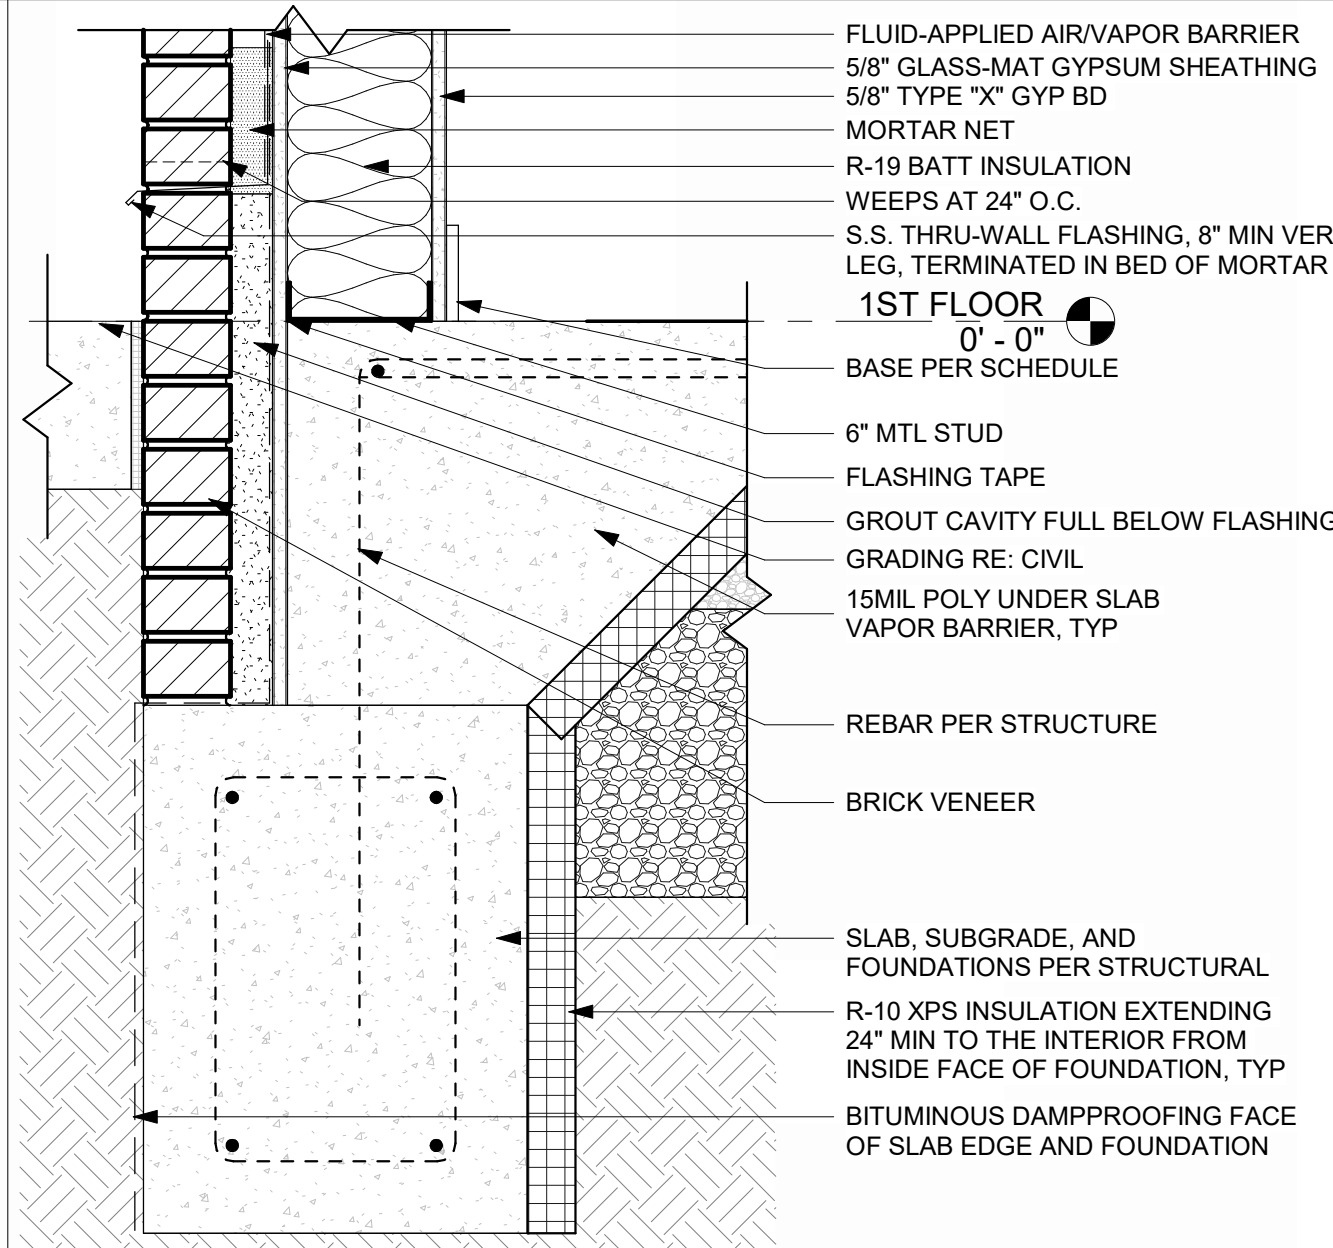 FLUID-APPLIED AIR/VAPOR BARRIER
5/8" GLASS-MAT GYPSUM SHEATHING
5/8" TYPE "X" GYP BD
MORTAR NET
R-19 BATT INSULATION
WEEPS AT 24" O.C.
S.S. THRU-WALL FLASHING, 8" MIN VER
LEG, TERMINATED IN BED OF MORTAR
1ST FLOOR
0' - 0"
BASE PER SCHEDULE
6" MTL STUD
FLASHING TAPE
GROUT CAVITY FULL BELOW FLASHING
GRADING RE: CIVIL
15MIL POLY UNDER SLAB
VAPOR BARRIER, TYP
REBAR PER STRUCTURE
BRICK VENEER
SLAB, SUBGRADE, AND
FOUNDATIONS PER STRUCTURAL
R-10 XPS INSULATION EXTENDING
24" MIN TO THE INTERIOR FROM
INSIDE FACE OF FOUNDATION, TYP
BITUMINOUS DAMPPROOFING FACE
OF SLAB EDGE AND FOUNDATION